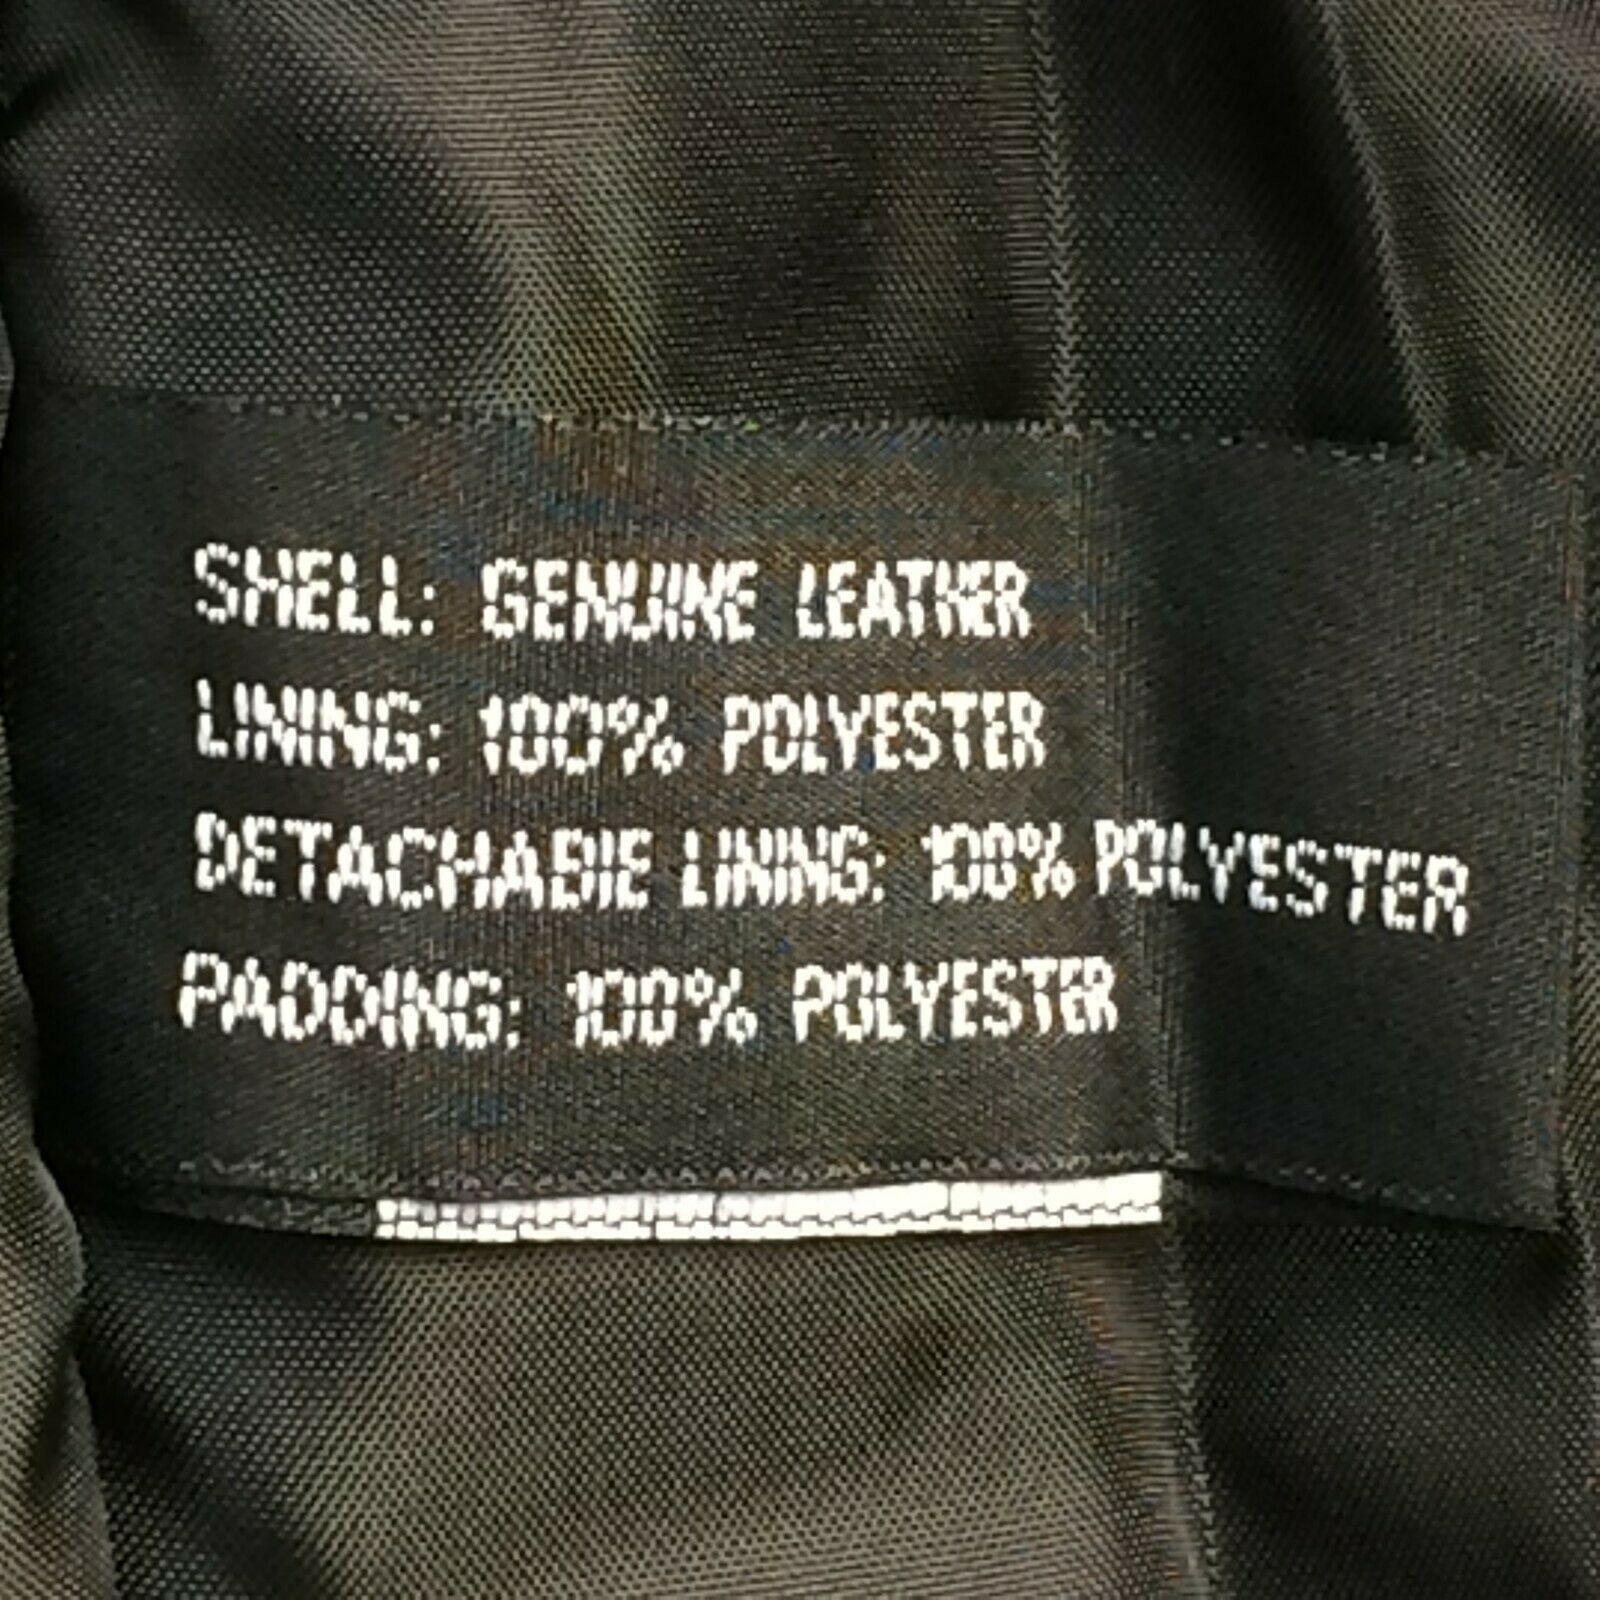 SHELL: GENUINE LEATHER
LINING: 100% POLYESTER
DETACHABIE LINING: 100% POLYESTER
PADDING: 100% POLYESTER